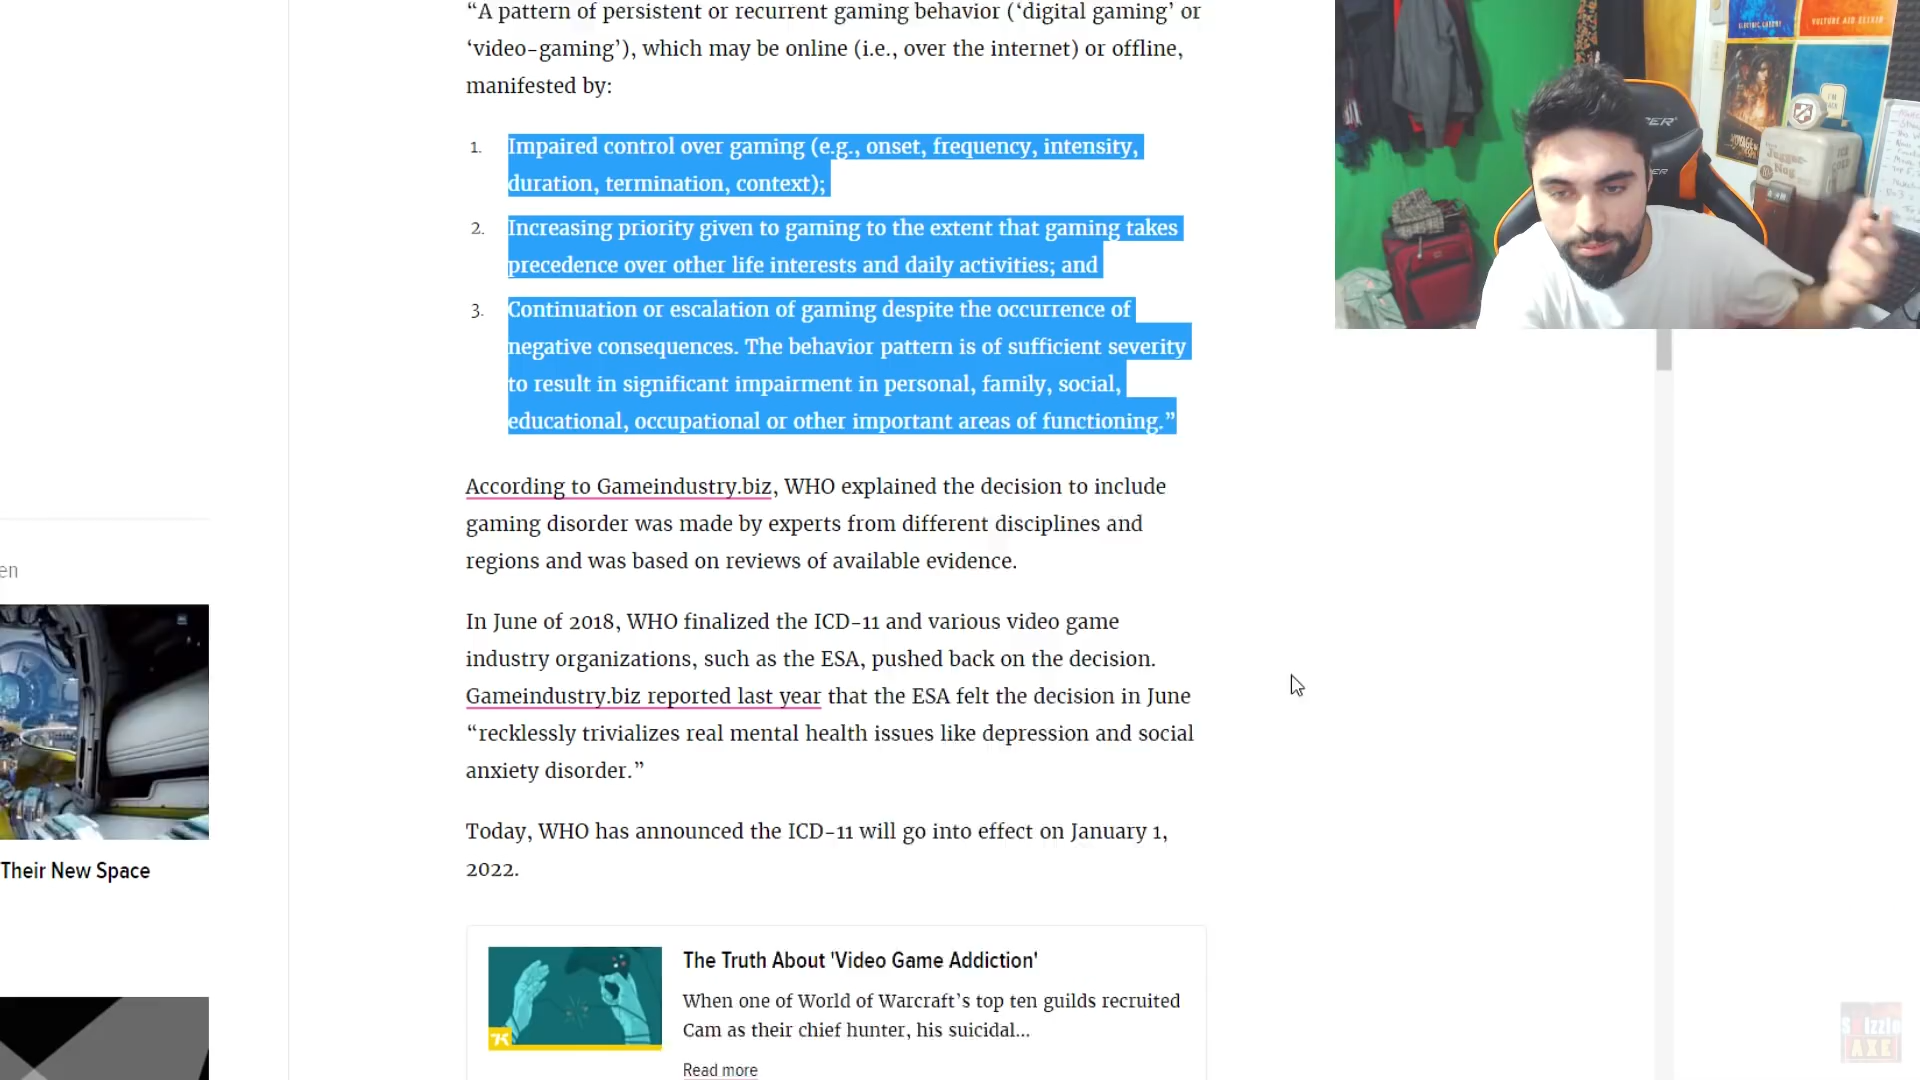 “A pattern of persistent or recurrent gaming behavior (‘digital gaming’ or
‘video-gaming’), which may be online (i.e., over the internet) or offline,
manifested by:
1. Impaired control over gaming (e.g., onset, frequency, intensity,
duration, termination, context);
2. Increasing priority given to gaming to the extent that gaming takes
precedence over other life interests and daily activities; and
3. Continuation or escalation of gaming despite the occurrence of
negative consequences. The behavior pattern is of sufficient severity
to result in significant impairment in personal, family, social,
educational, occupational or other important areas of functioning.”
According to Gameindustry.biz, WHO explained the decision to include
gaming disorder was made by experts from different disciplines and
regions and was based on reviews of available evidence.
In June of 2018, WHO finalized the ICD-11 and various video game
industry organizations, such as the ESA, pushed back on the decision.
Gameindustry.biz reported last year that the ESA felt the decision in June
“recklessly trivializes real mental health issues like depression and social
anxiety disorder.”
Today, WHO has announced the ICD-11 will go into effect on January 1,
2022.
The Truth About 'Video Game Addiction'
When one of World of Warcraft’s top ten guilds recruited
Cam as their chief hunter, his suicidal...
Read more
en
Their New Space
ELECTRIC CHERRY
VULTURE AID ELIXIR
I'M
BACK
ICE
COLD
Jugger-
Nog
AXE